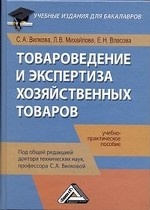 УЧЕБНЫЕ ИЗДАНИЯ ДЛЯ БАКАЛАВРОВ
С. А. Вилкова, Л. В. Михайлова, Е. Н. Власова
ТОВАРОВЕДЕНИЕ
И ЭКСПЕРТИЗА
ХОЗЯЙСТВЕННЫХ
ТОВАРОВ
УЧЕБНО-
ПРАКТИЧЕСКОЕ
ПОСОБИЕ
Под общей редакцией
доктора технических наук,
профессора С.А. Вилковой